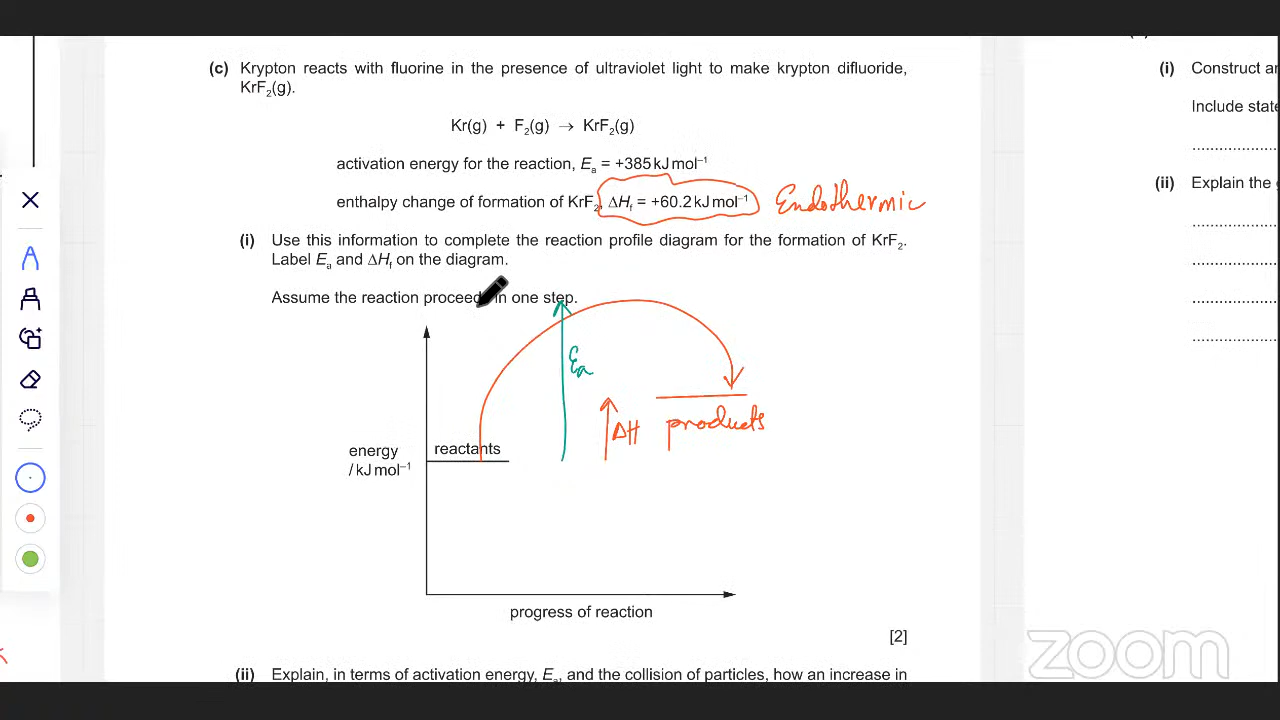 (c) Krypton reacts with fluorine in the presence of ultraviolet light to make krypton difluoride,
KrF₂(g).
Kr(g) + F₂(g) → KrF₂(g)
activation energy for the reaction, Eₐ = +385 kJ mol⁻¹
enthalpy change of formation of KrF₂, ΔHf = +60.2 kJ mol⁻¹ Endothermic
(i) Use this information to complete the reaction profile diagram for the formation of KrF₂.
Label Eₐ and ΔHf on the diagram.
Assume the reaction proceeds in one step.
Eₐ
ΔH products
reactants
energy
/ kJ mol⁻¹
progress of reaction
[2]
(ii) Explain, in terms of activation energy, Eₐ, and the collision of particles, how an increase in
(i) Construct
Include
(ii) Explain the
zoom